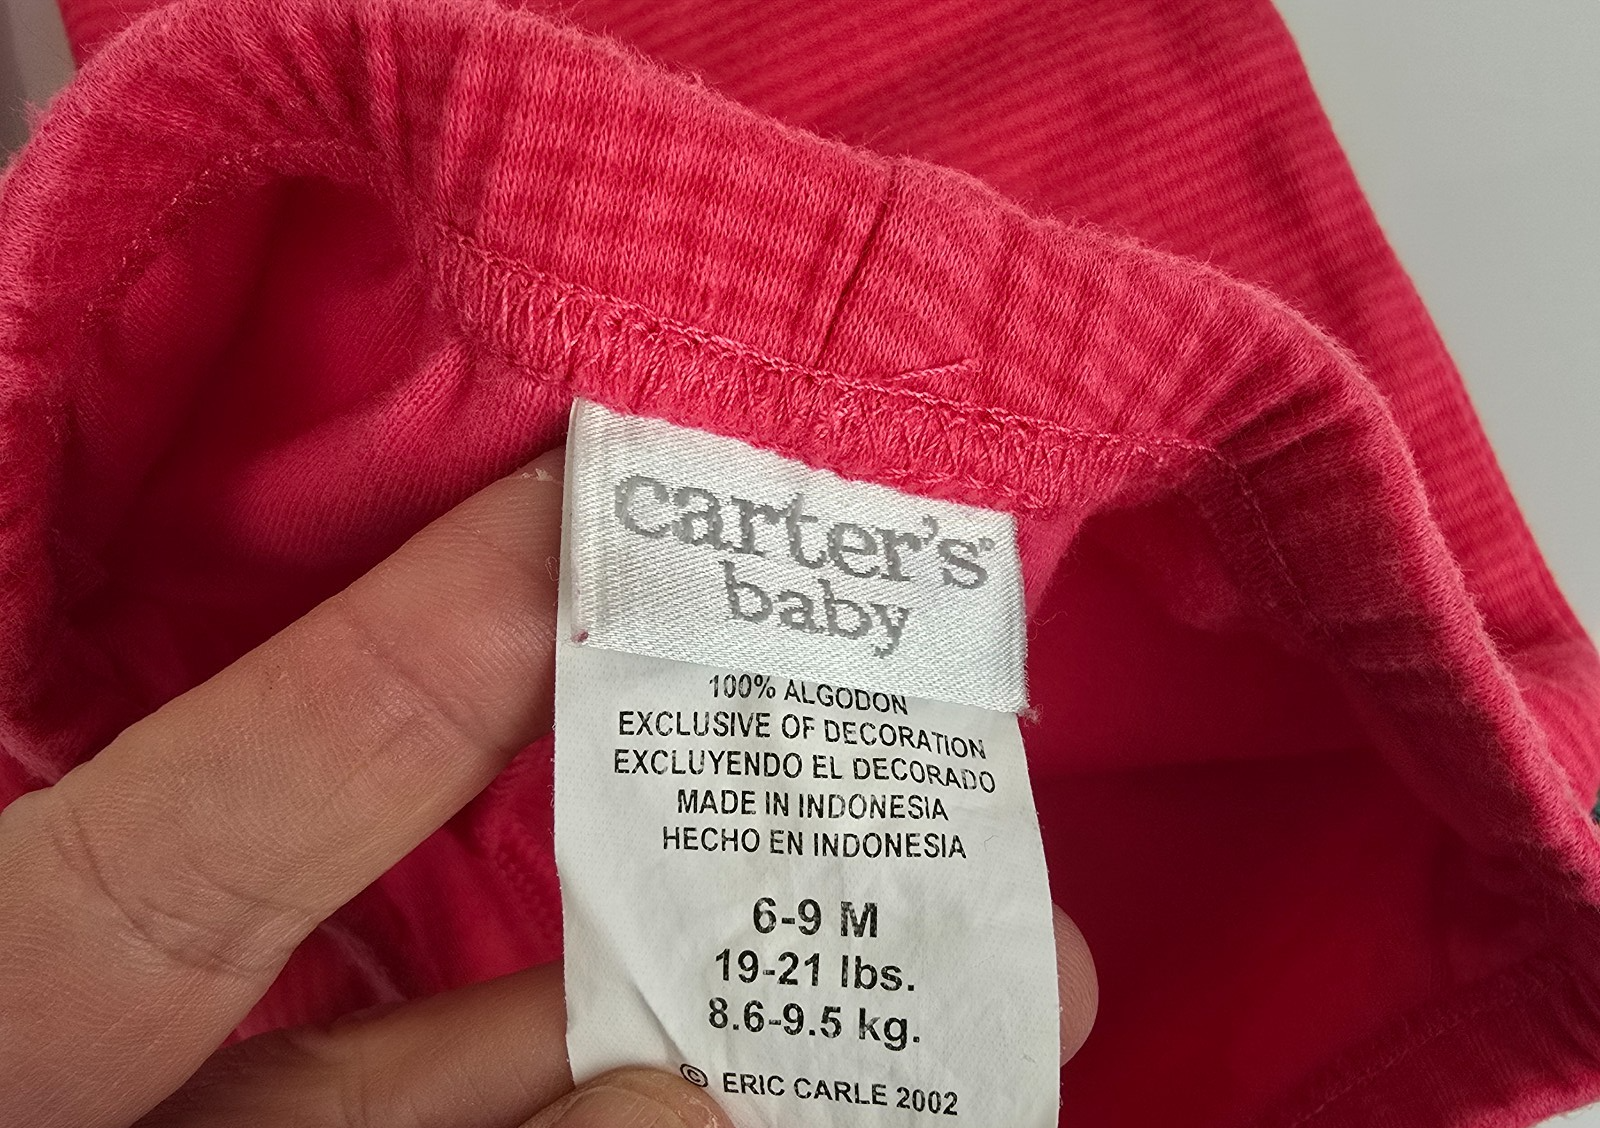 carter's
baby
100% ALGODON
EXCLUSIVE OF DECORATION
EXCLUYENDO EL DECORADO
MADE IN INDONESIA
HECHO EN INDONESIA
6-9 M
19-21 lbs.
8.6-9.5 kg.
© ERIC CARLE 2002